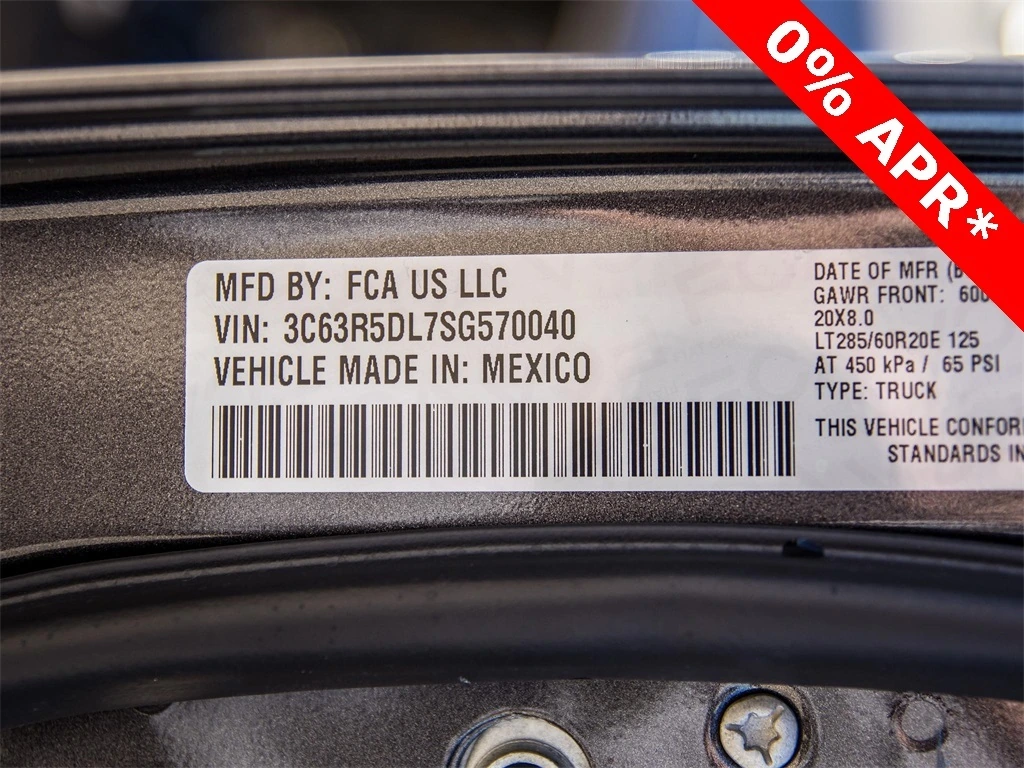 0% APR*
MFD BY: FCA US LLC
VIN: 3C63R5DL7SG570040
VEHICLE MADE IN: MEXICO
DATE OF MFR
GAWR FRONT:
20X8.0
LT285/60R20E 125
AT 450 kPa / 65 PSI
TYPE: TRUCK
THIS VEHICLE
STANDARDS IN